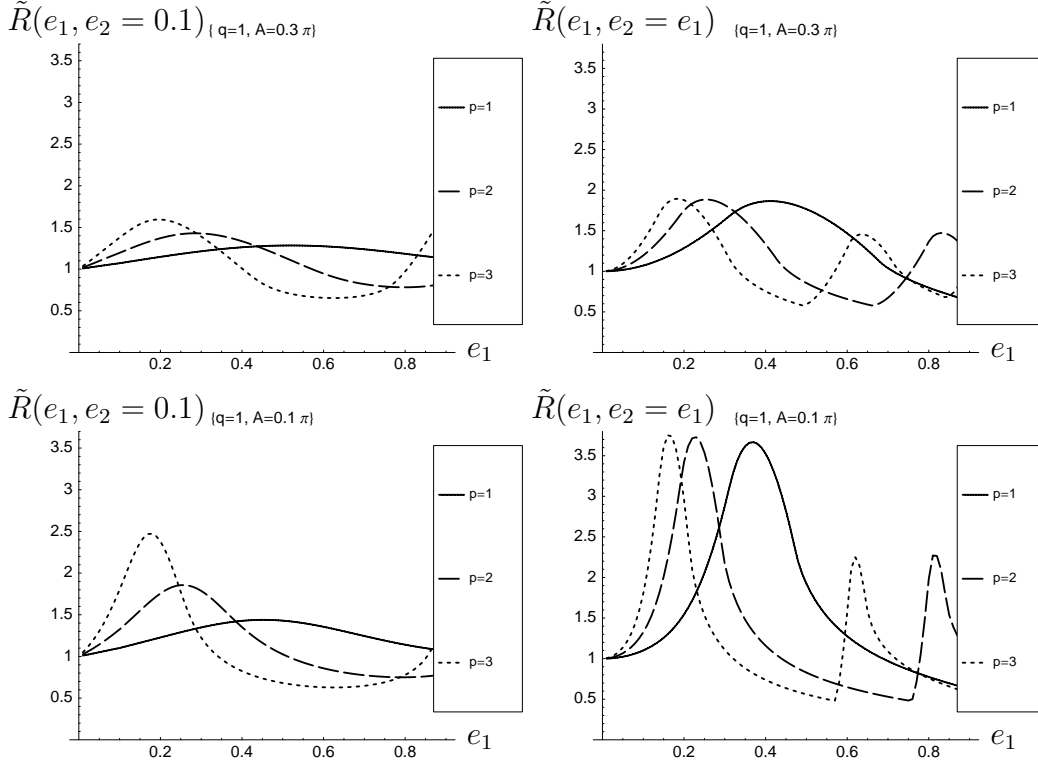 R̃(e₁, e₂ = 0.1) { q=1, A=0.3 π}
3.5
3
2.5
2
1.5
1
0.5
0.2 0.4 0.6 0.8
e₁
p=1
p=2
p=3
R̃(e₁, e₂ = e₁) {q=1, A=0.3 π}
3.5
3
2.5
2
1.5
1
0.5
0.2 0.4 0.6 0.8
e₁
p=1
p=2
p=3
R̃(e₁, e₂ = 0.1) {q=1, A=0.1 π}
3.5
3
2.5
2
1.5
1
0.5
0.2 0.4 0.6 0.8
e₁
p=1
p=2
p=3
R̃(e₁, e₂ = e₁) {q=1, A=0.1 π}
3.5
3
2.5
2
1.5
1
0.5
0.2 0.4 0.6 0.8
e₁
p=1
p=2
p=3